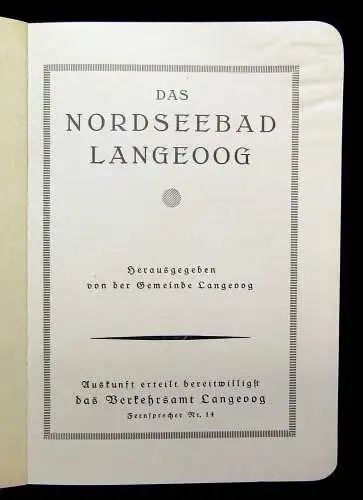 DAS
NORDSEEBAD
LANGEOOG
Herausgegeben
von der Gemeinde Langeoog
Auskunft erteilt bereitwilligst
das Verkehrsamt Langeoog
Fernsprecher Nr. 14